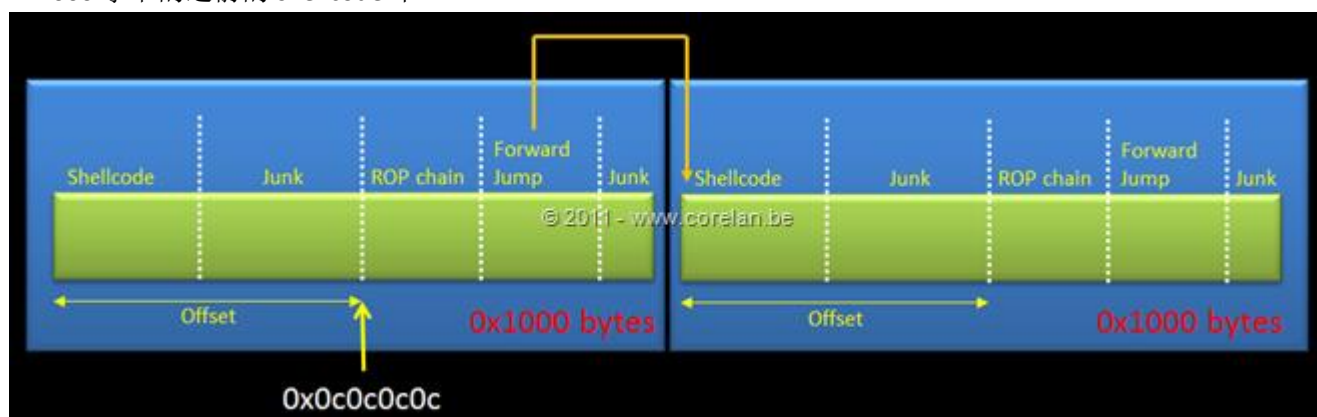 Forward
Shellcode Junk ROP chain Jump Junk
Forward
Shellcode Junk ROP chain Jump Junk
© 2011 - www.corelan.be
Offset
0x1000 bytes
Offset
0x1000 bytes
0x0c0c0c0c